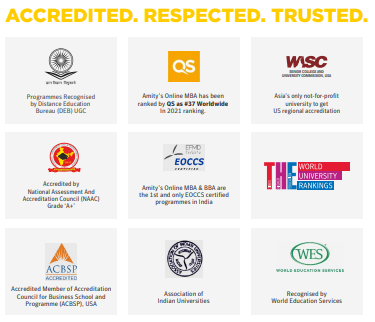 ACCREDITED. RESPECTED. TRUSTED.
Programmes Recognised
by Distance Education
Bureau (DEB) UGC
QS
Amity's Online MBA has been
ranked by QS as #37 Worldwide
In 2021 ranking.
WASC
SENIOR COLLEGE AND
UNIVERSITY COMMISSION, USA
Asia's only not-for-profit
university to get
US regional accreditation
Accredited by
National Assessment And
Accreditation Council (NAAC)
Grade 'A+'
EFMD
EOCCS
CERTIFIED
Amity's Online MBA & BBA are
the 1st and only EOCCS certified
programmes in India
THE
WORLD
UNIVERSITY
RANKINGS
ACBSP
ACCREDITED
Accredited Member of Accreditation
Council for Business School and
Programme (ACBSP), USA
Association of
Indian Universities
WES
WORLD EDUCATION SERVICES
Recognised by
World Education Services